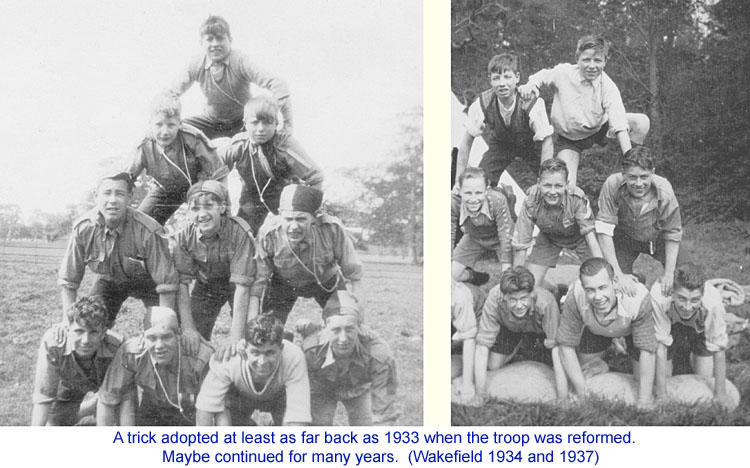 A trick adopted at least as far back as 1933 when the troop was reformed.
Maybe continued for many years.  (Wakefield 1934 and 1937)